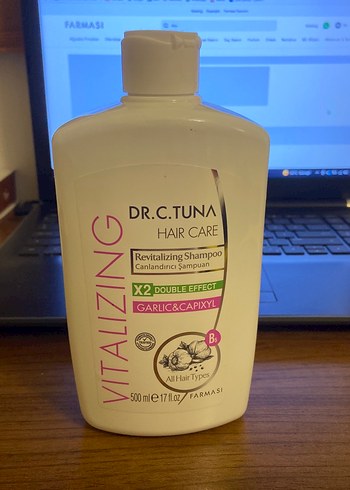 FARMASI
VITALIZING
DR.C.TUNA
HAIR CARE
Revitalizing Shampoo
Canlandırıcı Şampuan
X2 DOUBLE EFFECT
GARLIC&CAPIXYL
B5
All Hair Types
500 ml e 17 fl.oz
FARMASI